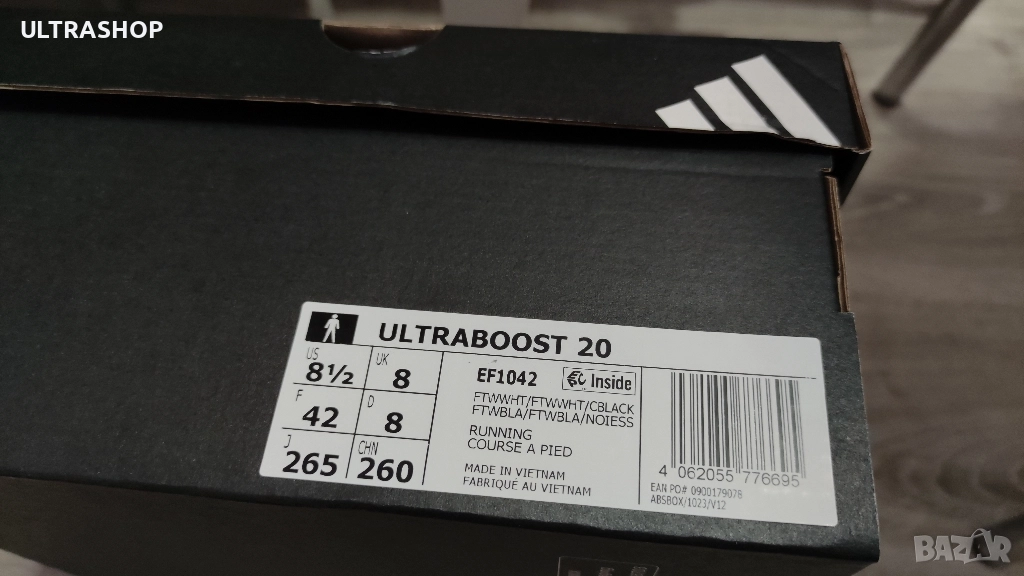 ULTRASHOP
ULTRABOOST 20
US 8½
UK 8
F 42
D 8
J 265
CHN 260
EF1042
Inside
FTWWHT/FTWWHT/CBLACK
FTWBLA/FTWBLA/NOIESS
RUNNING
COURSE A PIED
MADE IN VIETNAM
FABRIQUÉ AU VIETNAM
4 062055 776695
EAN PO# 0900179078
ABSBOX/1023/V12
BAZAR